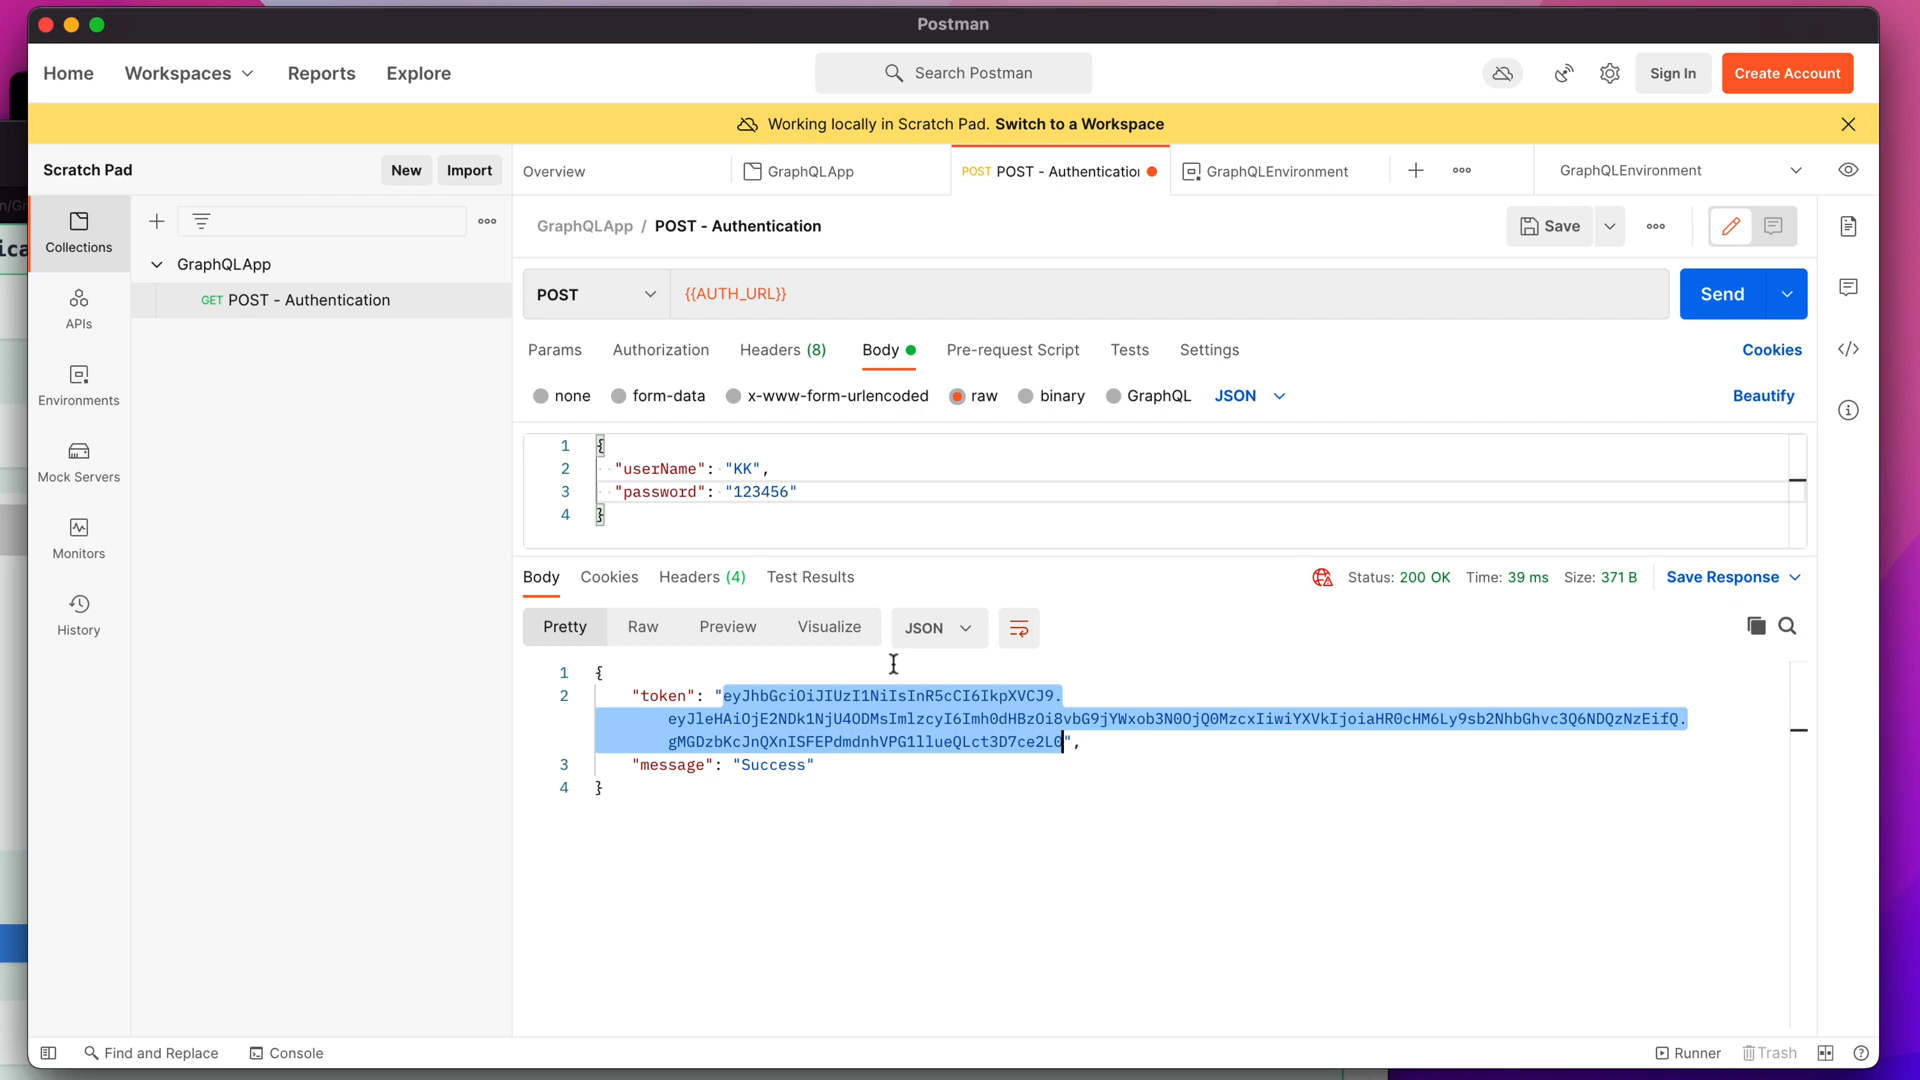 Postman
Home Workspaces Reports Explore Search Postman Sign In Create Account
Working locally in Scratch Pad. Switch to a Workspace
Scratch Pad New Import Overview GraphQLApp POST POST - Authentication GraphQLEnvironment GraphQLEnvironment
Collections
GraphQLApp / POST - Authentication Save
GraphQLApp
GET POST - Authentication
POST {{AUTH_URL}} Send
APIs
Params Authorization Headers (8) Body Pre-request Script Tests Settings Cookies
Environments
none form-data x-www-form-urlencoded raw binary GraphQL JSON Beautify
1 {
2 "userName": "KK",
3 "password": "123456"
4 }
Mock Servers
Monitors
History
Body Cookies Headers (4) Test Results Status: 200 OK Time: 39 ms Size: 371 B Save Response
Pretty Raw Preview Visualize JSON
1 {
2 "token": "eyJhbGciOiJIUzI1NiIsInR5cCI6IkpXVCJ9.
eyJleHAiOjE2NDk1NjU4ODMsImlzcyI6Imh0dHBzOi8vbG9jYWxob3N0OjQ0MzcxIiwiYXVkIjoiaHR0cHM6Ly9sb2NhbGhvc3Q6NDQzNzEifQ.
gMGDzbKcJnQXnISFEPdmdnhVPG1llueQLct3D7ce2L0",
3 "message": "Success"
4 }
Find and Replace Console Runner Trash